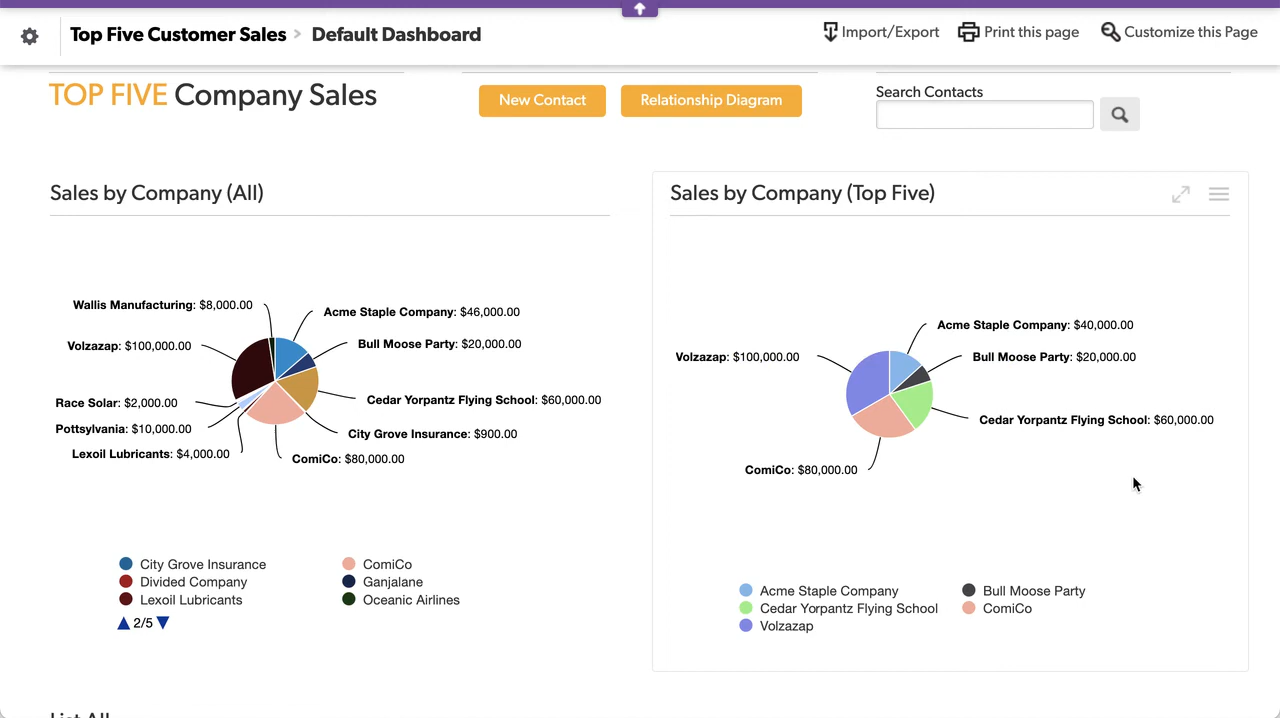 Top Five Customer Sales > Default Dashboard
Import/Export
Print this page
Customize this Page
TOP FIVE Company Sales
New Contact
Relationship Diagram
Search Contacts
Sales by Company (All)
Wallis Manufacturing: $8,000.00
Acme Staple Company: $46,000.00
Volzazap: $100,000.00
Bull Moose Party: $20,000.00
Race Solar: $2,000.00
Cedar Yorpantz Flying School: $60,000.00
Pottsylvania: $10,000.00
City Grove Insurance: $900.00
Lexoil Lubricants: $4,000.00
ComiCo: $80,000.00
City Grove Insurance
ComiCo
Divided Company
Ganjalane
Lexoil Lubricants
Oceanic Airlines
2/5
Sales by Company (Top Five)
Acme Staple Company: $40,000.00
Volzazap: $100,000.00
Bull Moose Party: $20,000.00
Cedar Yorpantz Flying School: $60,000.00
ComiCo: $80,000.00
Acme Staple Company
Bull Moose Party
Cedar Yorpantz Flying School
ComiCo
Volzazap